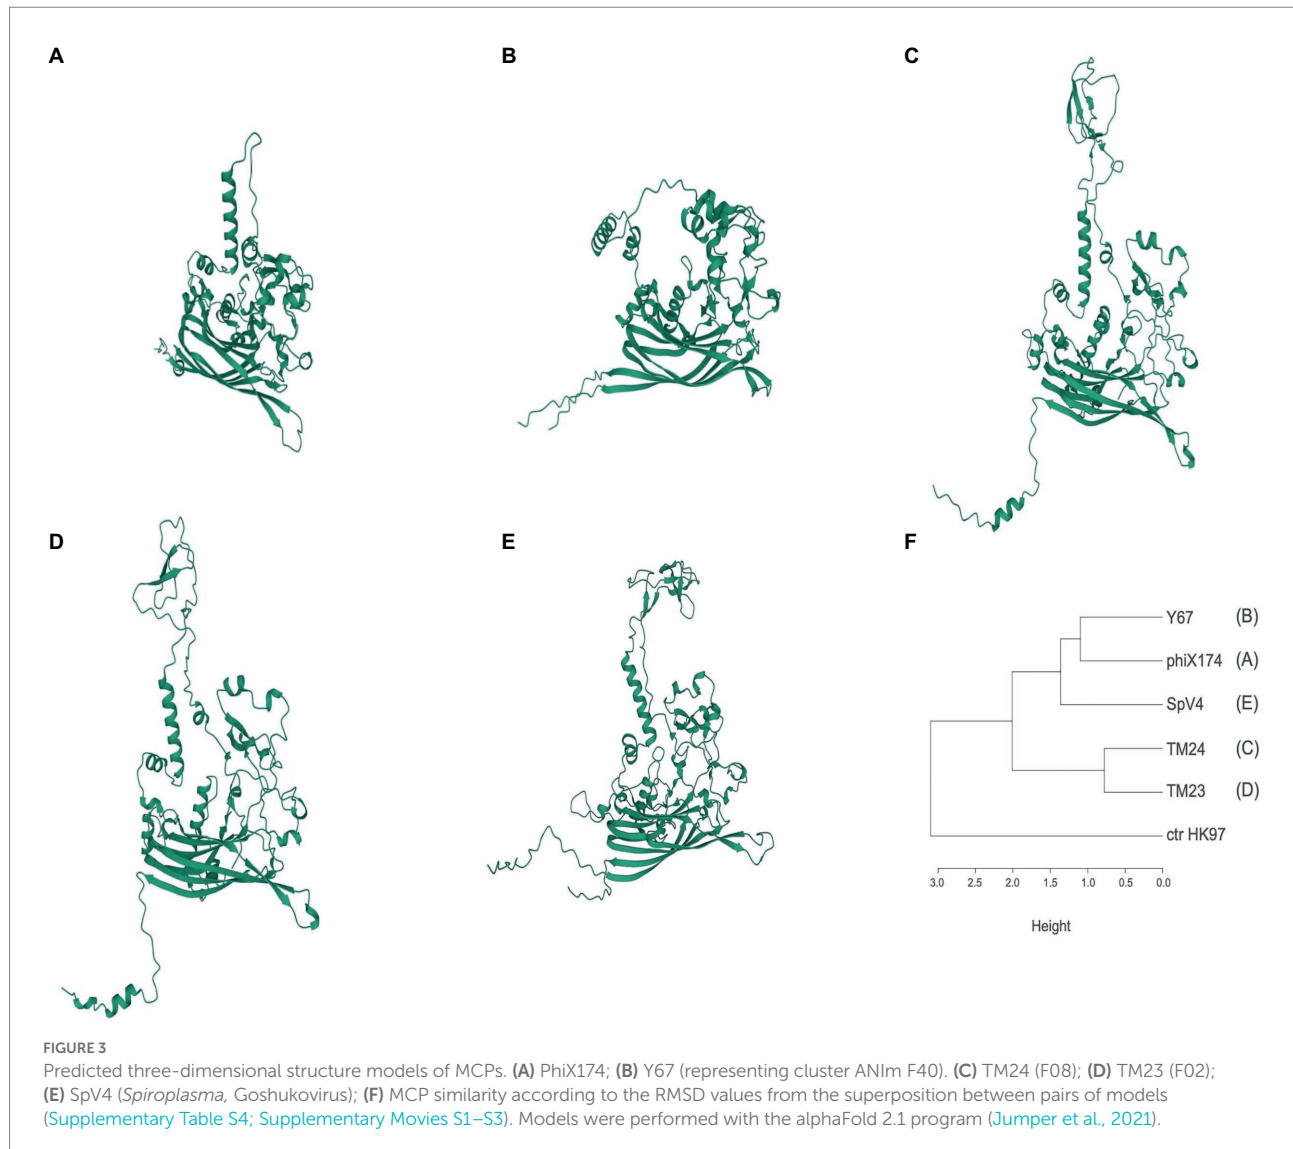 A
B
C
D
E
F
Y67 (B)
phiX174 (A)
SpV4 (E)
TM24 (C)
TM23 (D)
ctr HK97
3.0 2.5 2.0 1.5 1.0 0.5 0.0
Height
FIGURE 3
Predicted three-dimensional structure models of MCPs. (A) PhiX174; (B) Y67 (representing cluster ANIm F40). (C) TM24 (F08); (D) TM23 (F02);
(E) SpV4 (Spiroplasma, Goshukovirus); (F) MCP similarity according to the RMSD values from the superposition between pairs of models
(Supplementary Table S4; Supplementary Movies S1–S3). Models were performed with the alphaFold 2.1 program (Jumper et al., 2021).